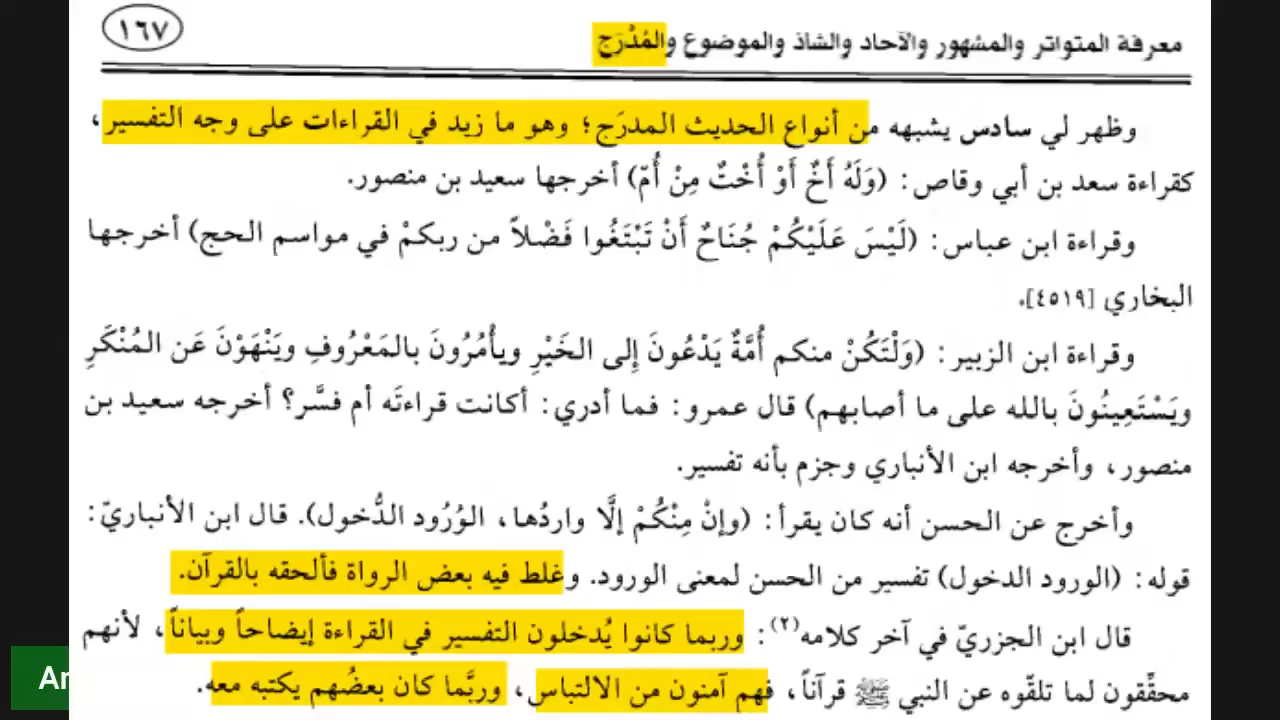 معرفة المتواتر والمشهور والآحاد والشاذ والموضوع والمُدْرَج
١٦٧
وظهر لي سادس يشبهه من أنواع الحديث المدرَج؛ وهو ما زيد في القراءات على وجه التفسير،
كقراءة سعد بن أبي وقاص: (وَلَهُ أَخٌ أَوْ أُخْتٌ مِنْ أُمّ) أخرجها سعيد بن منصور.
وقراءة ابن عباس: (لَيْسَ عَلَيْكُمْ جُنَاحٌ أَنْ تَبْتَغُوا فَضْلاً من ربكمْ في مواسم الحج) أخرجها
البخاري [٤٥١٩].
وقراءة ابن الزبير: (وَلْتَكُنْ منكم أُمَّةٌ يَدْعُونَ إِلى الخَيْرِ ويأْمُرُونَ بالمَعْرُوفِ ويَنْهَوْنَ عَن المُنْكَرِ
ويَسْتَعِينُونَ بالله على ما أصابهم) قال عمرو: فما أدري: أكانت قراءتَه أم فسَّر؟ أخرجه سعيد بن
منصور، وأخرجه ابن الأنباري وجزم بأنه تفسير.
وأخرج عن الحسن أنه كان يقرأ: (وإنْ مِنْكُمْ إلَّا واردُها، الوُرُود الدُّخول). قال ابن الأنباريّ:
قوله: (الورود الدخول) تفسير من الحسن لمعنى الورود. وغلط فيه بعض الرواة فألحقه بالقرآن.
قال ابن الجزريّ في آخر كلامه(٢): وربما كانوا يُدخلون التفسير في القراءة إيضاحاً وبياناً، لأنهم
محقِّقون لما تلقّوه عن النبي ﷺ قرآناً، فهم آمنون من الالتباس، وربَّما كان بعضُهم يكتبه معه.